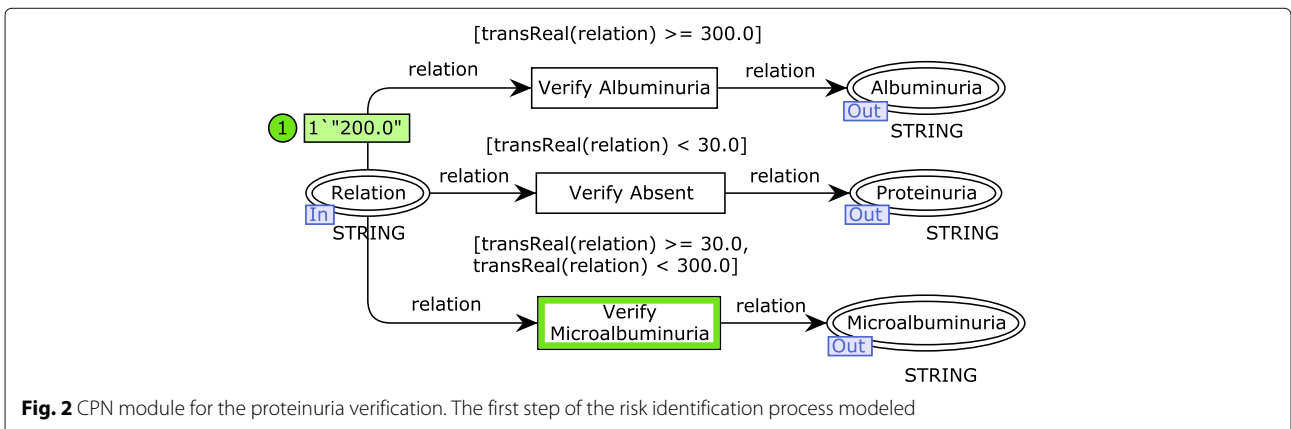 [transReal(relation) >= 300.0]
relation
Verify Albuminuria
relation
Albuminuria
Out
STRING
1
1`"200.0"
[transReal(relation) < 30.0]
Relation
In
STRING
relation
Verify Absent
relation
Proteinuria
Out
STRING
[transReal(relation) >= 30.0,
transReal(relation) < 300.0]
relation
Verify
Microalbuminuria
relation
Microalbuminuria
Out
STRING
Fig. 2 CPN module for the proteinuria verification. The first step of the risk identification process modeled